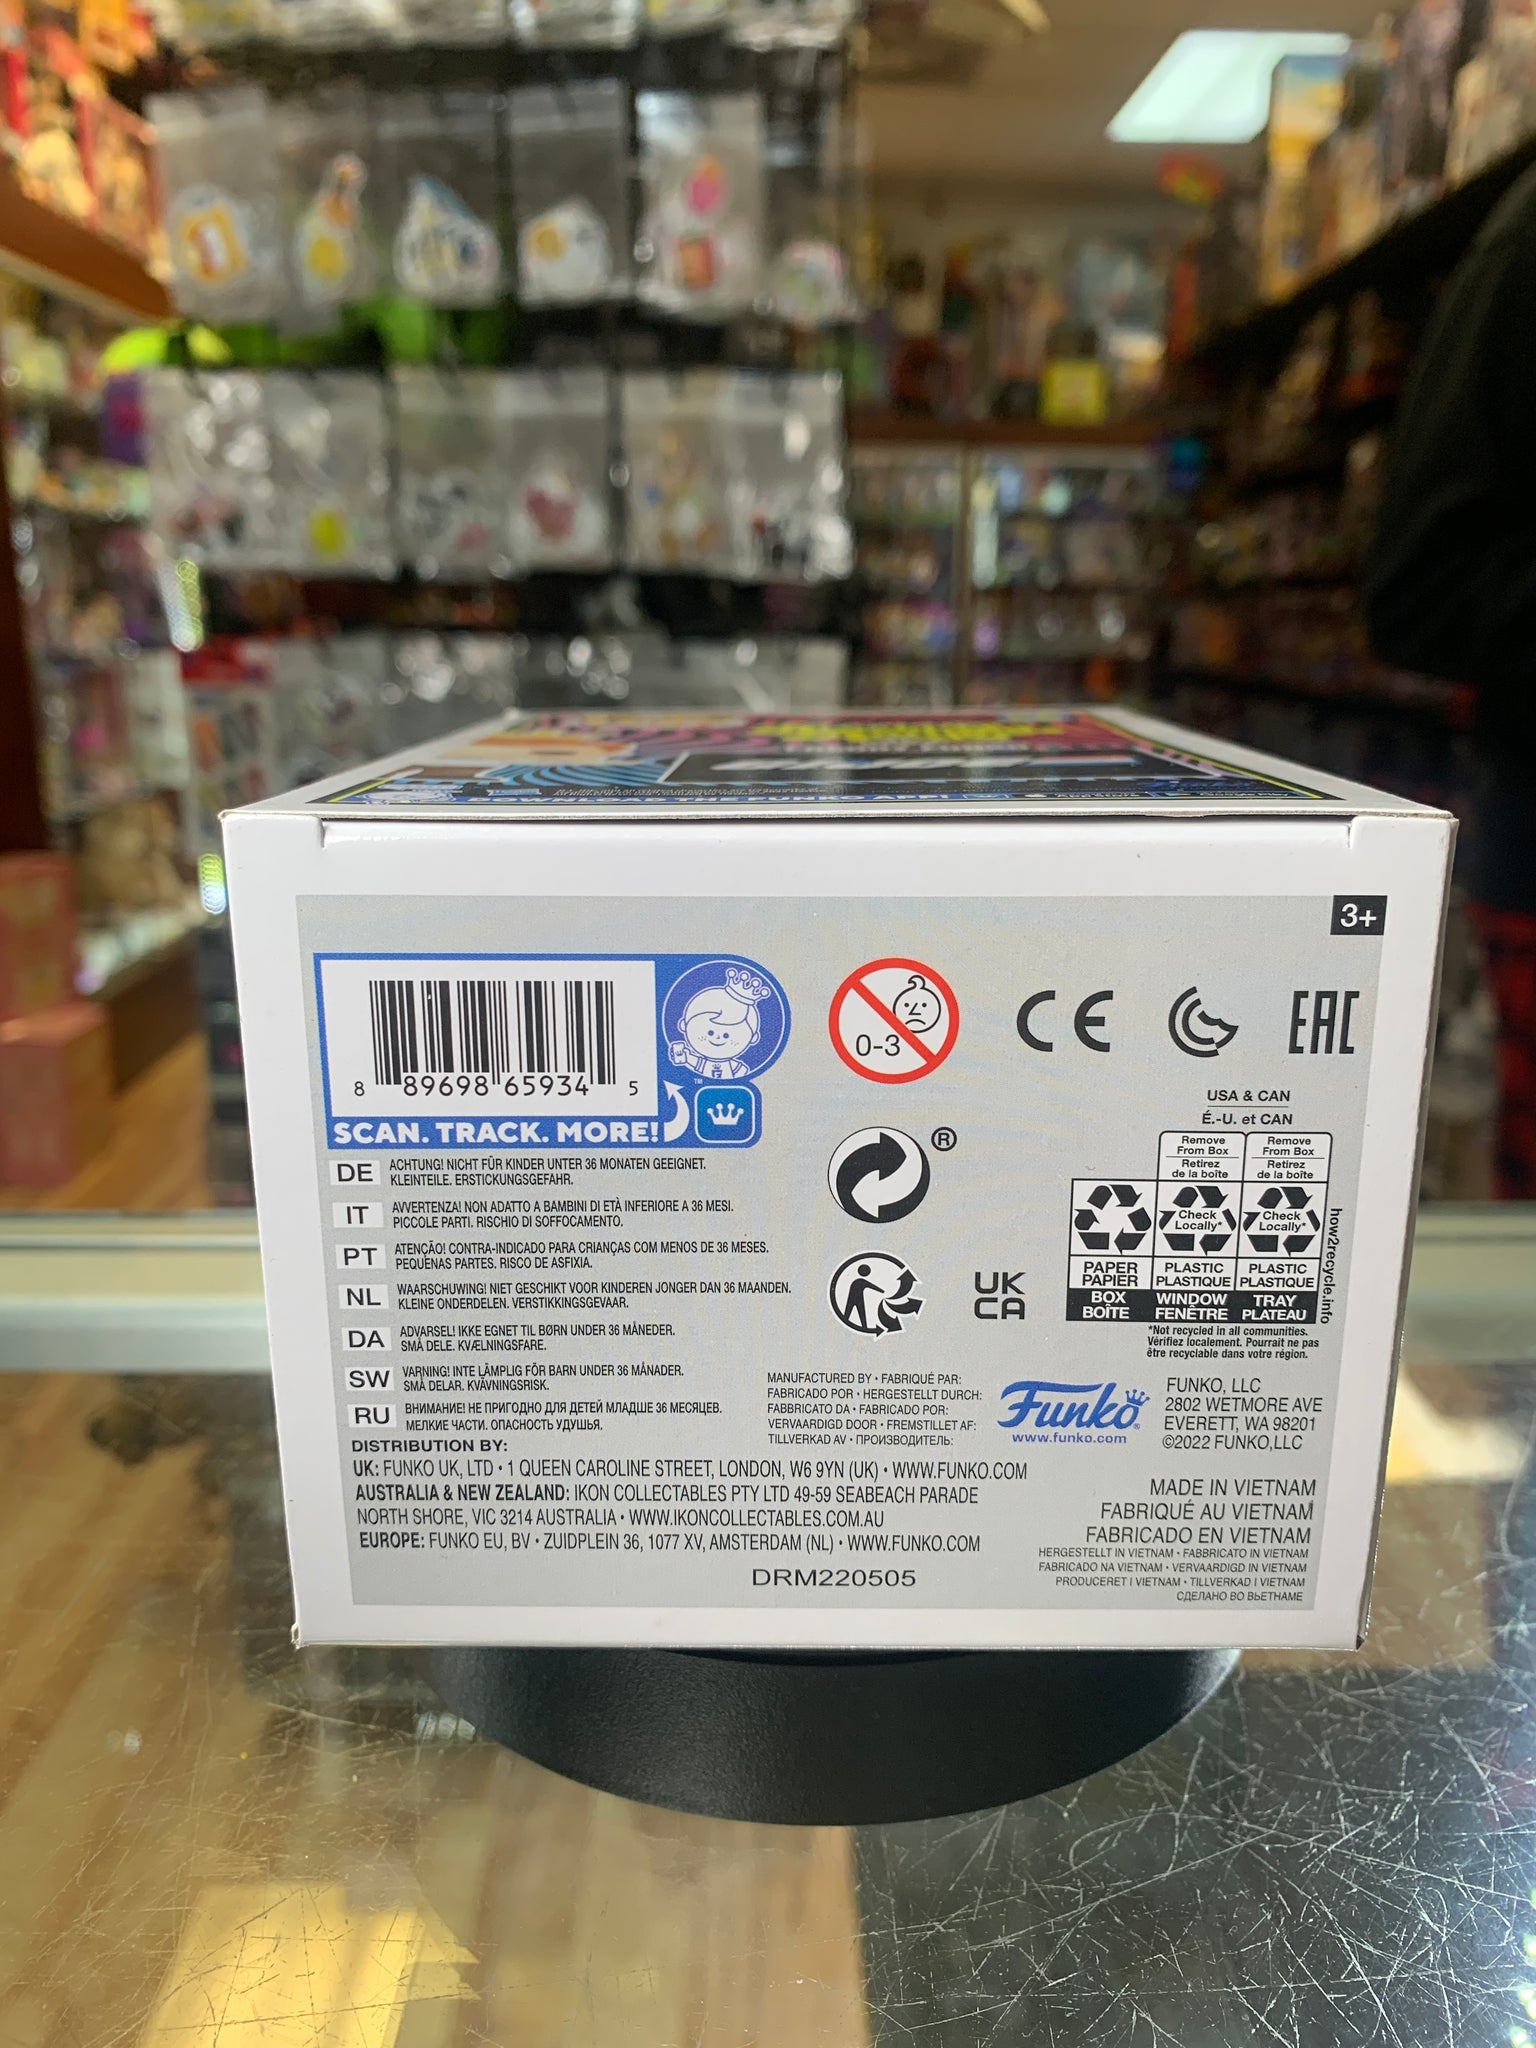 DOWNLOAD THE FUNKO APP!
3+
8 89698 65934 5
™
SCAN. TRACK. MORE!
0-3
CE
EAC
®
UK
CA
USA & CAN
É.-U. et CAN
Remove From Box
Retirez de la boîte
Remove From Box
Retirez de la boîte
Check Locally*
Check Locally*
PAPER
PAPIER
BOX
BOÎTE
PLASTIC
PLASTIQUE
WINDOW
FENÊTRE
PLASTIC
PLASTIQUE
TRAY
PLATEAU
how2recycle.info
*Not recycled in all communities.
Vérifiez localement. Pourrait ne pas
être recyclable dans votre région.
DE ACHTUNG! NICHT FÜR KINDER UNTER 36 MONATEN GEEIGNET.
KLEINTEILE. ERSTICKUNGSGEFAHR.
IT AVVERTENZA! NON ADATTO A BAMBINI DI ETÀ INFERIORE A 36 MESI.
PICCOLE PARTI. RISCHIO DI SOFFOCAMENTO.
PT ATENÇÃO! CONTRA-INDICADO PARA CRIANÇAS COM MENOS DE 36 MESES.
PEQUENAS PARTES. RISCO DE ASFIXIA.
NL WAARSCHUWING! NIET GESCHIKT VOOR KINDEREN JONGER DAN 36 MAANDEN.
KLEINE ONDERDELEN. VERSTIKKINGSGEVAAR.
DA ADVARSEL! IKKE EGNET TIL BØRN UNDER 36 MÅNEDER.
SMÅ DELE. KVÆLNINGSFARE.
SW VARNING! INTE LÄMPLIG FÖR BARN UNDER 36 MÅNADER.
SMÅ DELAR. KVÄVNINGSRISK.
RU ВНИМАНИЕ! НЕ ПРИГОДНО ДЛЯ ДЕТЕЙ МЛАДШЕ 36 МЕСЯЦЕВ.
МЕЛКИЕ ЧАСТИ. ОПАСНОСТЬ УДУШЬЯ.
MANUFACTURED BY • FABRIQUÉ PAR:
FABRICADO POR • HERGESTELLT DURCH:
FABBRICATO DA • FABRICADO POR:
VERVAARDIGD DOOR • FREMSTILLET AF:
TILLVERKAD AV • ПРОИЗВОДИТЕЛЬ:
Funko®
www.funko.com
FUNKO, LLC
2802 WETMORE AVE
EVERETT, WA 98201
©2022 FUNKO,LLC
DISTRIBUTION BY:
UK: FUNKO UK, LTD • 1 QUEEN CAROLINE STREET, LONDON, W6 9YN (UK) • WWW.FUNKO.COM
AUSTRALIA & NEW ZEALAND: IKON COLLECTABLES PTY LTD 49-59 SEABEACH PARADE
NORTH SHORE, VIC 3214 AUSTRALIA • WWW.IKONCOLLECTABLES.COM.AU
EUROPE: FUNKO EU, BV • ZUIDPLEIN 36, 1077 XV, AMSTERDAM (NL) • WWW.FUNKO.COM
DRM220505
MADE IN VIETNAM
FABRIQUÉ AU VIETNAM
FABRICADO EN VIETNAM
HERGESTELLT IN VIETNAM • FABBRICATO IN VIETNAM
FABRICADO NA VIETNAM • VERVAARDIGD IN VIETNAM
PRODUCERET I VIETNAM • TILLVERKAD I VIETNAM
СДЕЛАНО ВО ВЬЕТНАМЕ